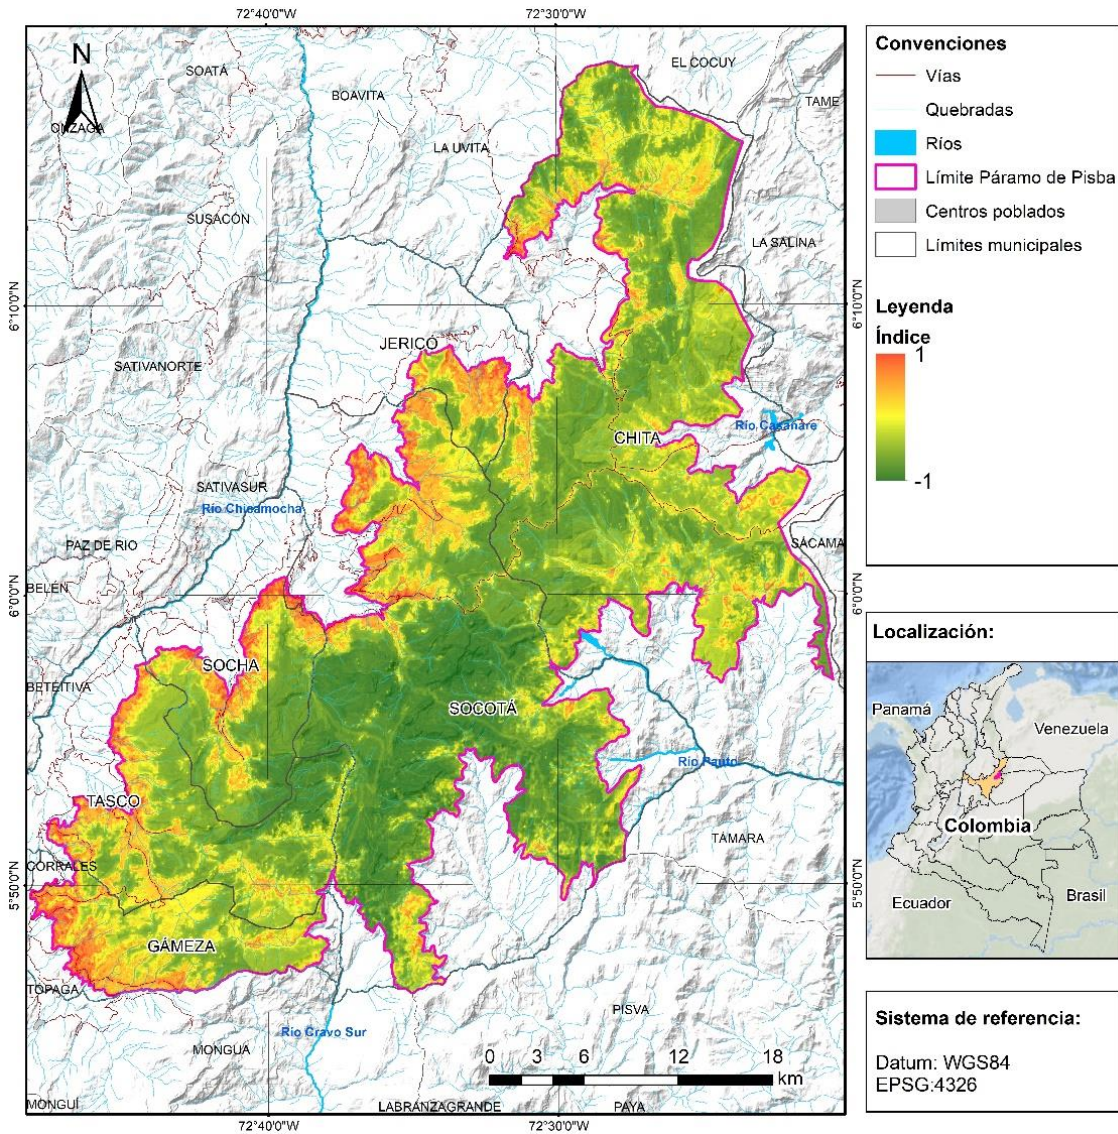 72°40'0"W
72°30'0"W
N
SOATÁ
ONZAGA
BOAVITA
LA UVITA
EL COCUY
TAME
SUSACÓN
LA SALINA
6°10'0"N
6°10'0"N
JERICÓ
SATIVANORTE
CHITA
Río Casanare
SATIVASUR
Río Chicamocha
PAZ DE RIO
SÁCAMA
BELÉN
6°0'0"N
6°0'0"N
SOCHA
BETÉITIVA
SOCOTÁ
Río Pauto
TASCO
TÁMARA
CORRALES
5°50'0"N
5°50'0"N
GÁMEZA
TÓPAGA
PISVA
Río Cravo Sur
MONGUA
0 3 6 12 18
km
MONGUÍ
LABRANZAGRANDE
PAYA
72°40'0"W
72°30'0"W
Convenciones
Vías
Quebradas
Ríos
Límite Páramo de Pisba
Centros poblados
Límites municipales
Leyenda
Índice
1
-1
Localización:
Panamá
Venezuela
Colombia
Ecuador
Brasil
Sistema de referencia:
Datum: WGS84
EPSG:4326